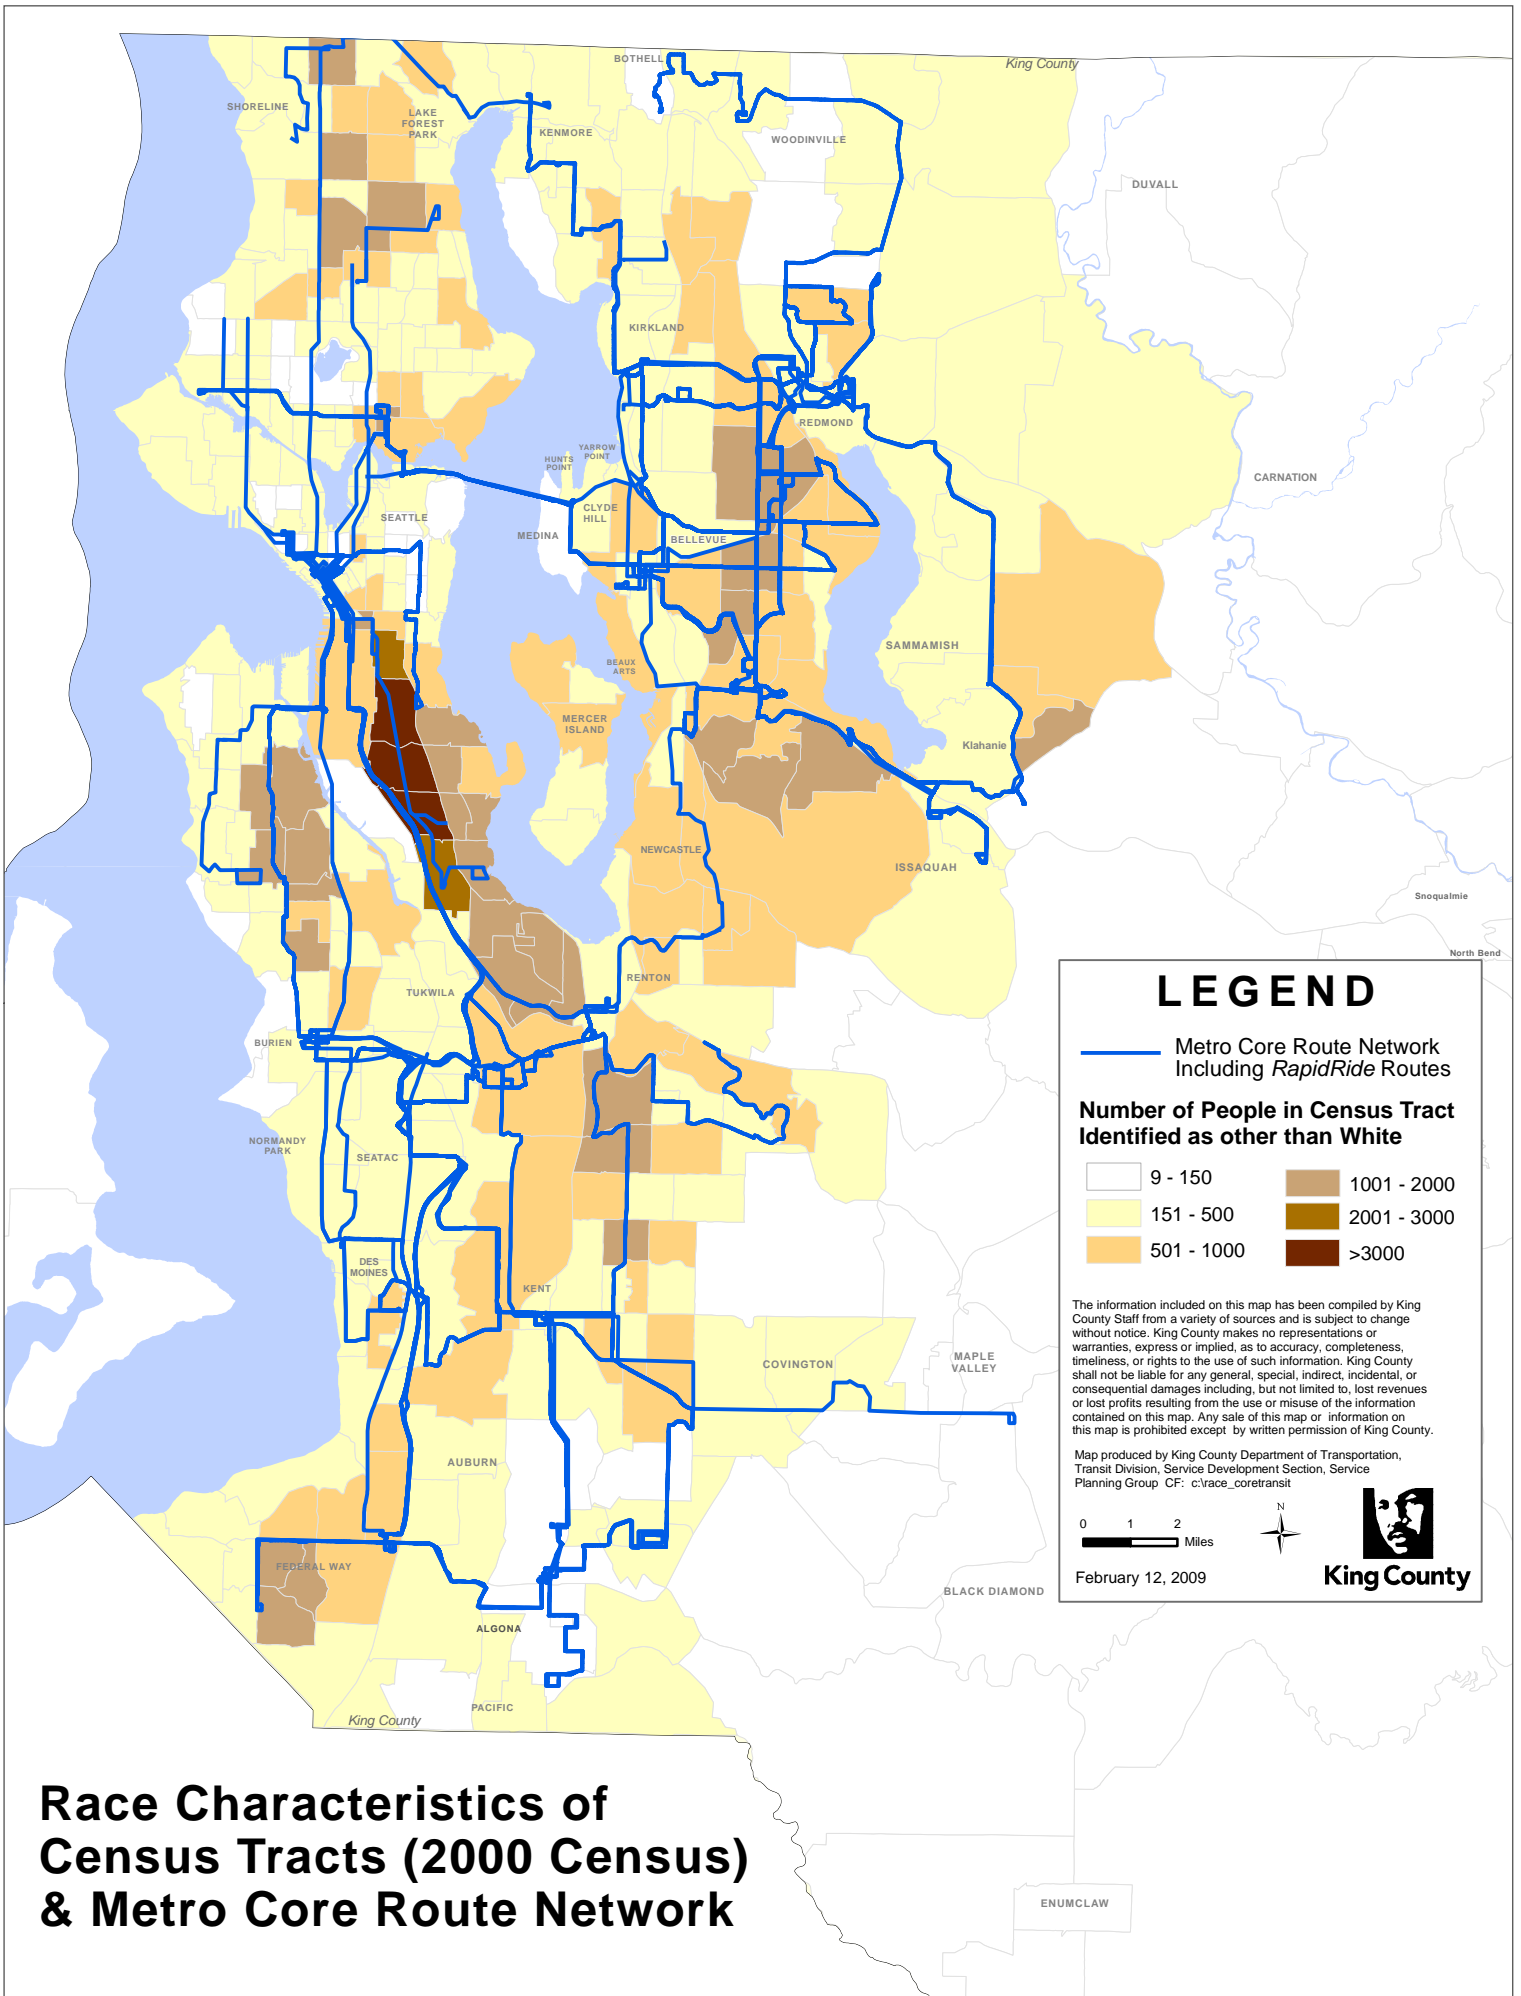 King County
BOTHELL
SHORELINE
LAKE
FOREST
PARK
KENMORE
WOODINVILLE
DUVALL
KIRKLAND
REDMOND
YARROW
POINT
HUNTS
POINT
CARNATION
CLYDE
HILL
SEATTLE
MEDINA
BELLEVUE
SAMMAMISH
BEAUX
ARTS
MERCER
ISLAND
Klahanie
NEWCASTLE
ISSAQUAH
Snoqualmie
North Bend
RENTON
TUKWILA
BURIEN
NORMANDY
PARK
SEATAC
DES
MOINES
KENT
COVINGTON
MAPLE
VALLEY
AUBURN
FEDERAL WAY
BLACK DIAMOND
ALGONA
PACIFIC
King County
ENUMCLAW
LEGEND
Metro Core Route Network
Including RapidRide Routes
Number of People in Census Tract
Identified as other than White
9 - 150
151 - 500
501 - 1000
1001 - 2000
2001 - 3000
>3000
The information included on this map has been compiled by King
County Staff from a variety of sources and is subject to change
without notice. King County makes no representations or
warranties, express or implied, as to accuracy, completeness,
timeliness, or rights to the use of such information. King County
shall not be liable for any general, special, indirect, incidental, or
consequential damages including, but not limited to, lost revenues
or lost profits resulting from the use or misuse of the information
contained on this map. Any sale of this map or information on
this map is prohibited except by written permission of King County.
Map produced by King County Department of Transportation,
Transit Division, Service Development Section, Service
Planning Group CF: c:\race_coretransit
0 1 2
Miles
N
February 12, 2009
King County
Race Characteristics of
Census Tracts (2000 Census)
& Metro Core Route Network